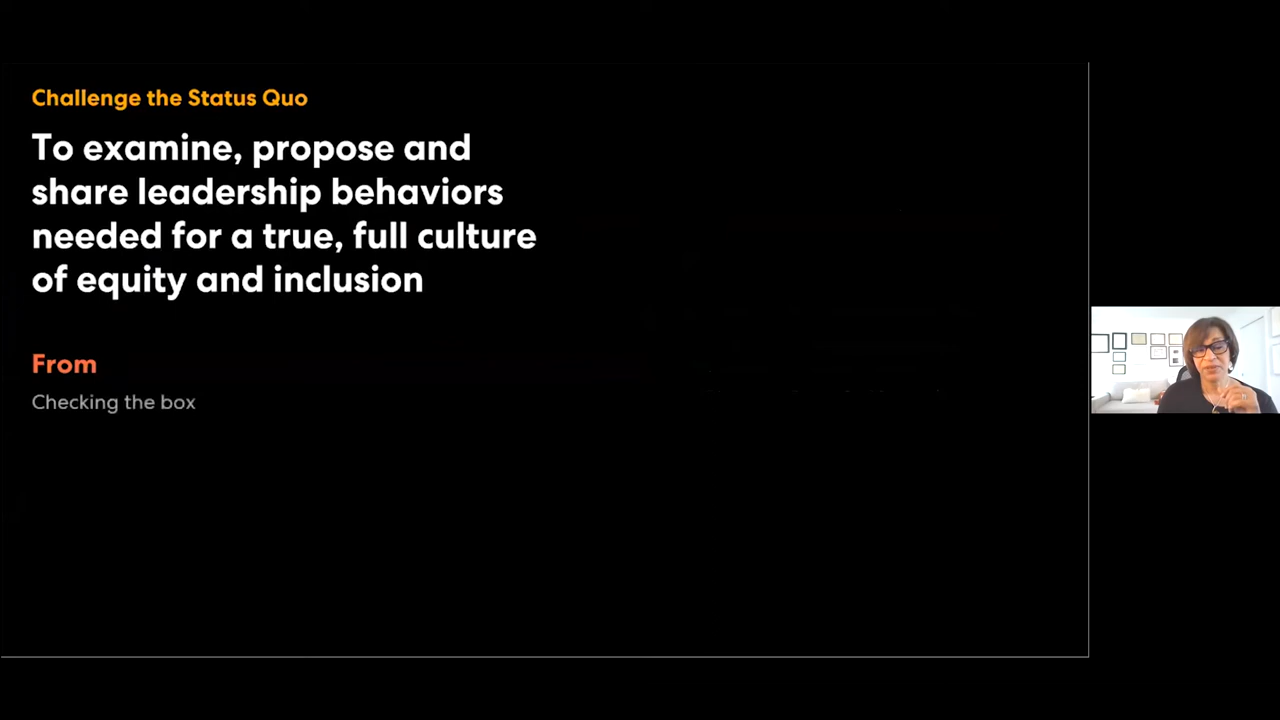 Challenge the Status Quo
To examine, propose and
share leadership behaviors
needed for a true, full culture
of equity and inclusion
From
Checking the box